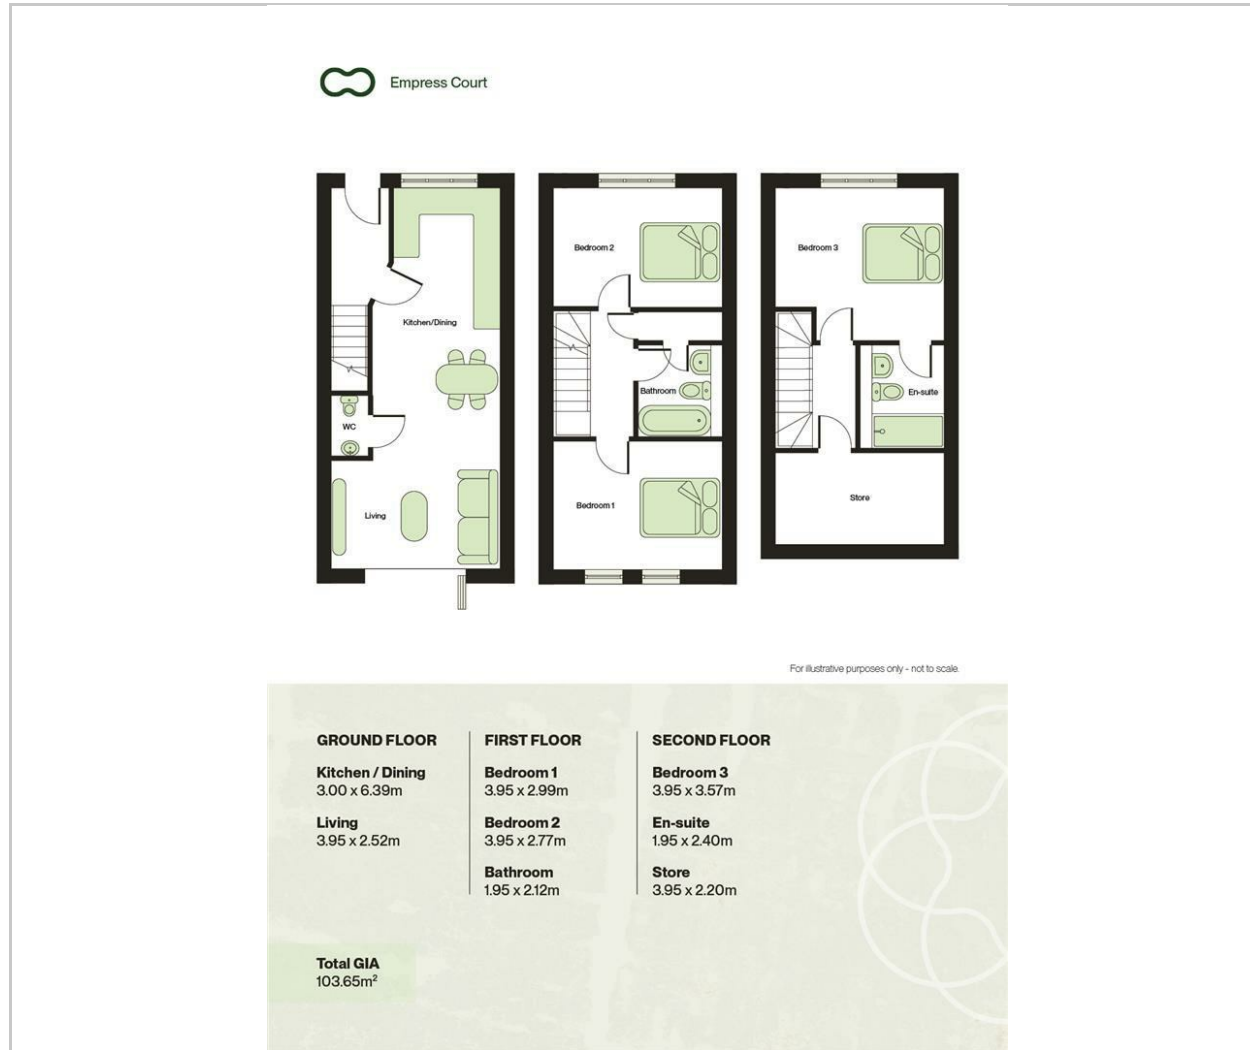 Empress Court
Bedroom 2
Bedroom 3
Kitchen/Dining
Bathroom
En-suite
WC
Store
Bedroom 1
Living
For illustrative purposes only - not to scale.
GROUND FLOOR
Kitchen / Dining
3.00 x 6.39m
Living
3.95 x 2.52m
FIRST FLOOR
Bedroom 1
3.95 x 2.99m
Bedroom 2
3.95 x 2.77m
Bathroom
1.95 x 2.12m
SECOND FLOOR
Bedroom 3
3.95 x 3.57m
En-suite
1.95 x 2.40m
Store
3.95 x 2.20m
Total GIA
103.65m²